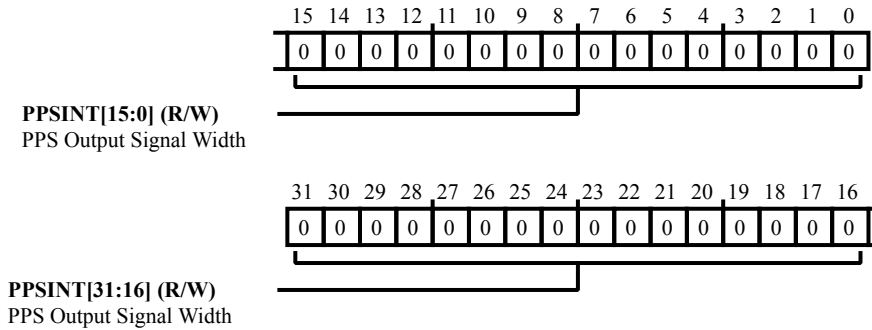 15 14 13 12 11 10 9 8 7 6 5 4 3 2 1 0
0 0 0 0 0 0 0 0 0 0 0 0 0 0 0 0
PPSINT[15:0] (R/W)
PPS Output Signal Width
31 30 29 28 27 26 25 24 23 22 21 20 19 18 17 16
0 0 0 0 0 0 0 0 0 0 0 0 0 0 0 0
PPSINT[31:16] (R/W)
PPS Output Signal Width